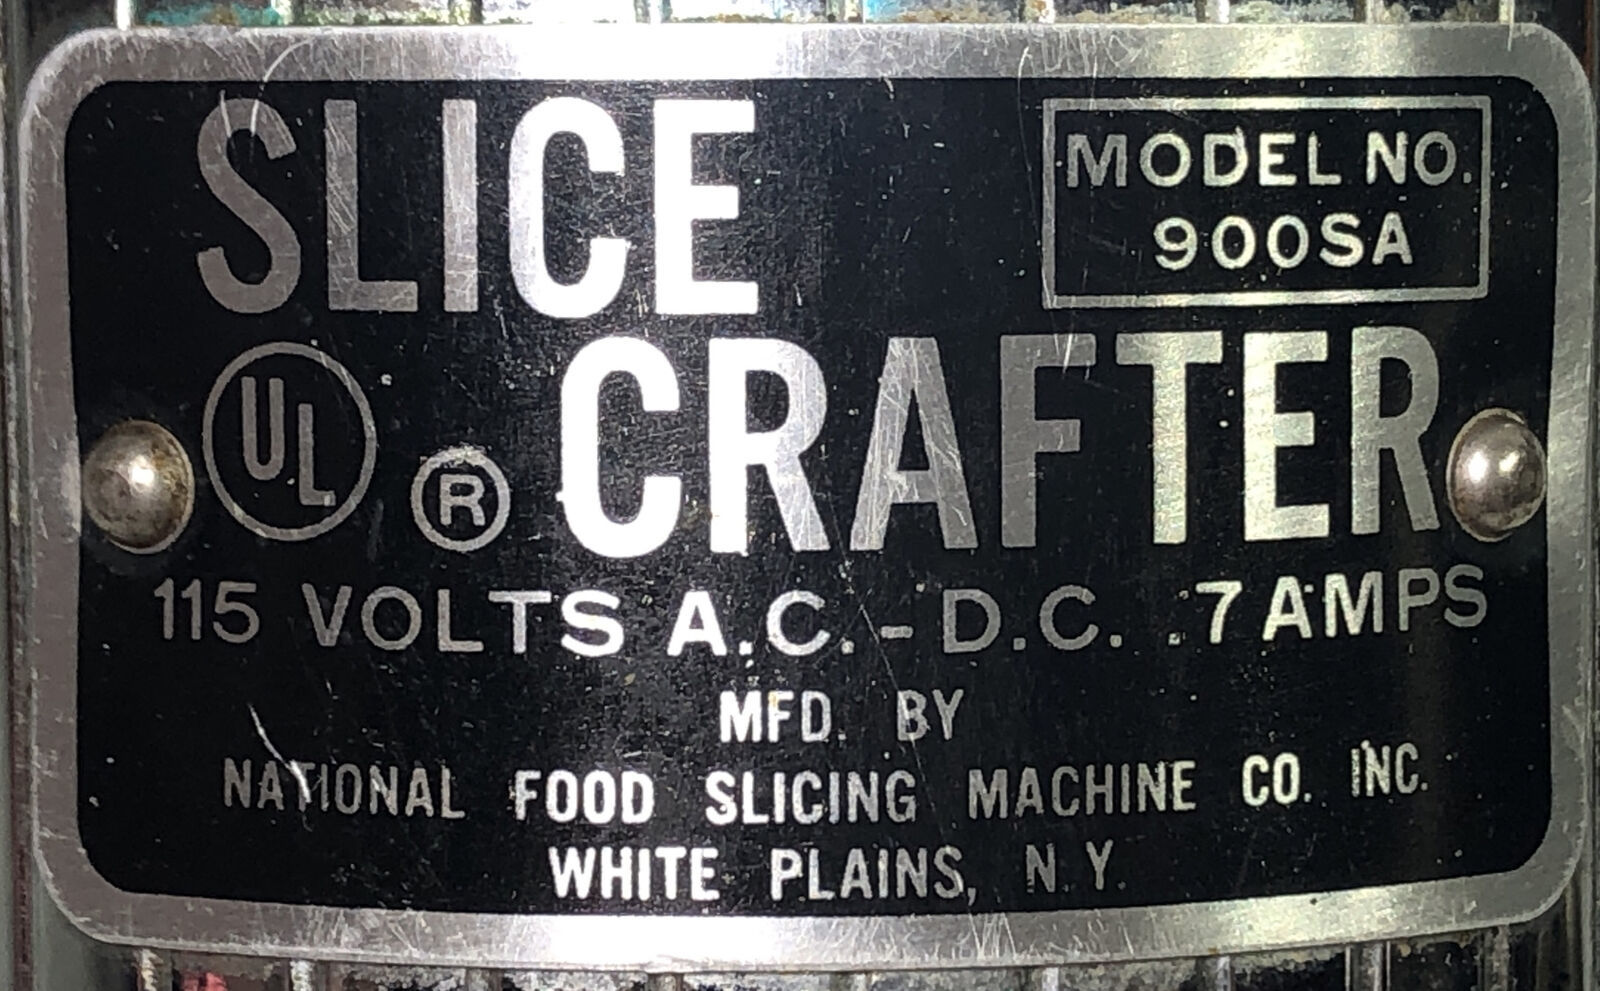 SLICE
MODEL NO.
900SA
UL ® CRAFTER
115 VOLTS A.C.-D.C. .7 AMPS
MFD. BY
NATIONAL FOOD SLICING MACHINE CO. INC.
WHITE PLAINS, N.Y.